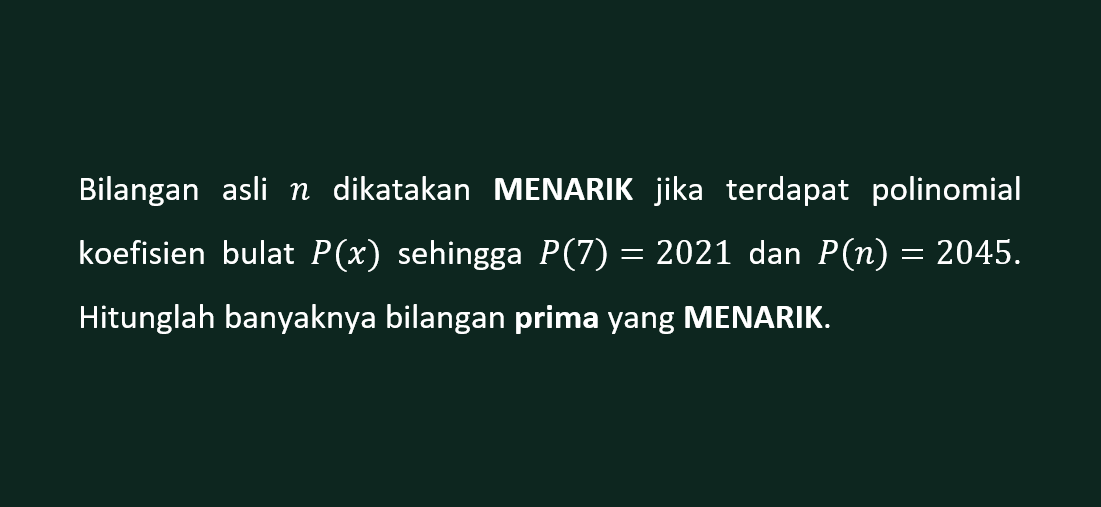 Bilangan asli n dikatakan MENARIK jika terdapat polinomial
koefisien bulat P(x) sehingga P(7) = 2021 dan P(n) = 2045.
Hitunglah banyaknya bilangan prima yang MENARIK.